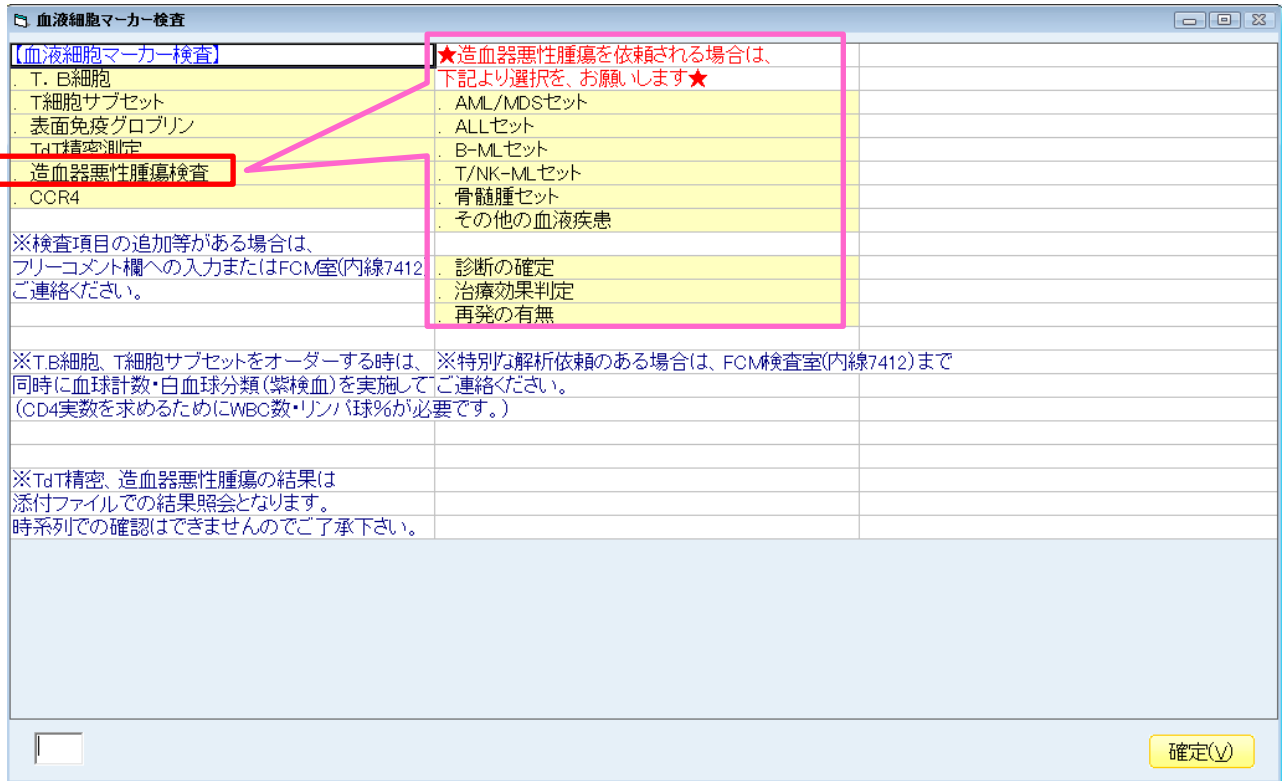 血液細胞マーカー検査
【血液細胞マーカー検査】
. T. B細胞
. T細胞サブセット
. 表面免疫グロブリン
. TdT精密測定
. 造血器悪性腫瘍検査
. CCR4
※検査項目の追加等がある場合は、
フリーコメント欄への入力またはFCM室(内線7412)
ご連絡ください。
※T.B細胞、T細胞サブセットをオーダーする時は、
同時に血球計数・白血球分類(紫検血)を実施して
(CD4実数を求めるためにWBC数・リンパ球%が必要です。)
※TdT精密、造血器悪性腫瘍の結果は
添付ファイルでの結果照会となります。
時系列での確認はできませんのでご了承下さい。
★造血器悪性腫瘍を依頼される場合は、
下記より選択を、お願いします★
. AML/MDSセット
. ALLセット
. B-MLセット
. T/NK-MLセット
. 骨髄腫セット
. その他の血液疾患
. 診断の確定
. 治療効果判定
. 再発の有無
※特別な解析依頼のある場合は、FCM検査室(内線7412)まで
ご連絡ください。
確定(V)